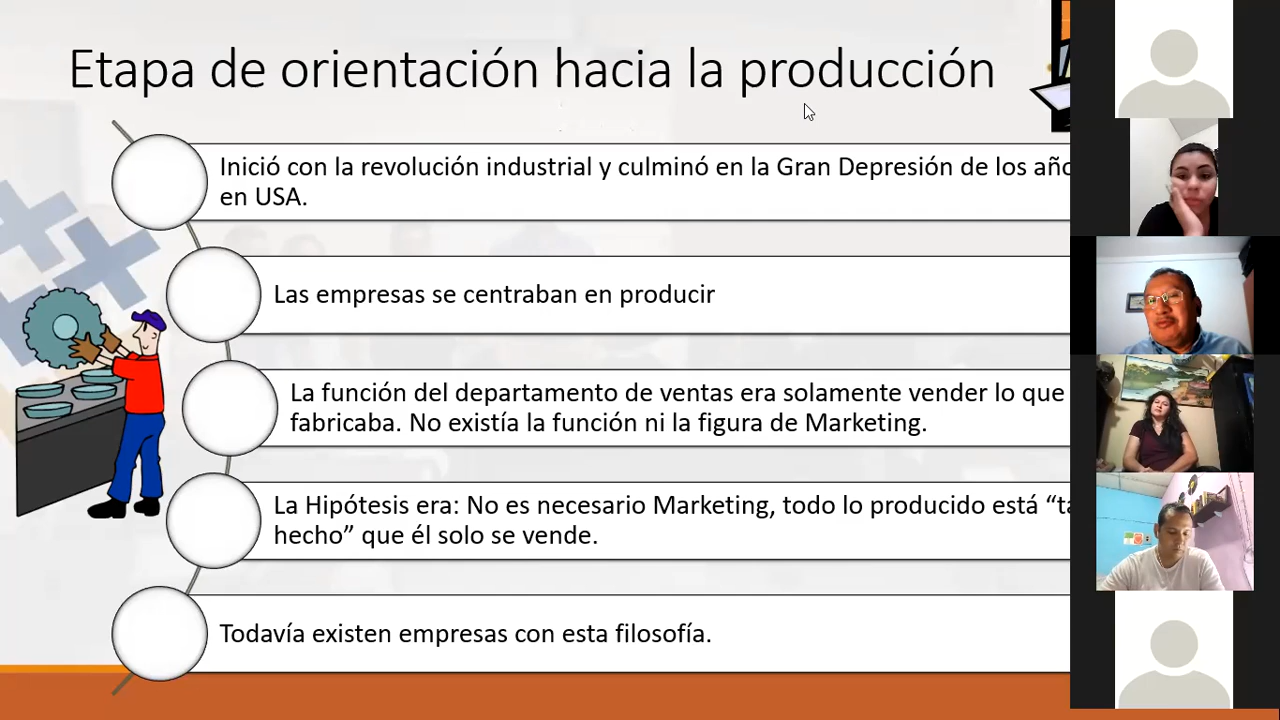 Etapa de orientación hacia la producción
Inició con la revolución industrial y culminó en la Gran Depresión de los
en USA.
Las empresas se centraban en producir
La función del departamento de ventas era solamente vender lo que
fabricaba. No existía la función ni la figura de Marketing.
La Hipótesis era: No es necesario Marketing, todo lo producido está
hecho” que él solo se vende.
Todavía existen empresas con esta filosofía.